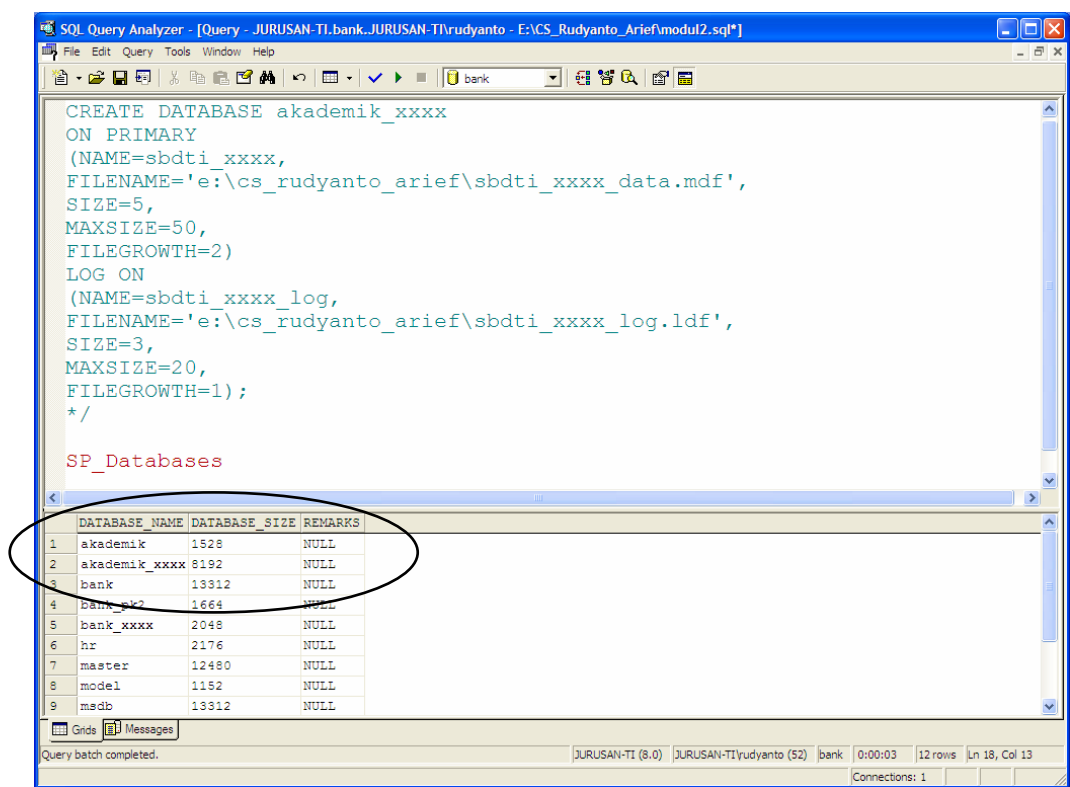 SQL Query Analyzer - [Query - JURUSAN-TI.bank.JURUSAN-TI\rudyanto - E:\CS_Rudyanto_Arief\modul2.sql*]
File Edit Query Tools Window Help
bank
CREATE DATABASE akademik_xxxx
ON PRIMARY
(NAME=sbdti_xxxx,
FILENAME='e:\cs_rudyanto_arief\sbdti_xxxx_data.mdf',
SIZE=5,
MAXSIZE=50,
FILEGROWTH=2)
LOG ON
(NAME=sbdti_xxxx_log,
FILENAME='e:\cs_rudyanto_arief\sbdti_xxxx_log.ldf',
SIZE=3,
MAXSIZE=20,
FILEGROWTH=1);
*/
SP_Databases
DATABASE_NAME DATABASE_SIZE REMARKS
1 akademik 1528 NULL
2 akademik_xxxx 8192 NULL
3 bank 13312 NULL
4 bank_pk2 1664 NULL
5 bank_xxxx 2048 NULL
6 hr 2176 NULL
7 master 12480 NULL
8 model 1152 NULL
9 msdb 13312 NULL
Grids Messages
Query batch completed. JURUSAN-TI (8.0) JURUSAN-TI\rudyanto (52) bank 0:00:03 12 rows Ln 18, Col 13
Connections: 1